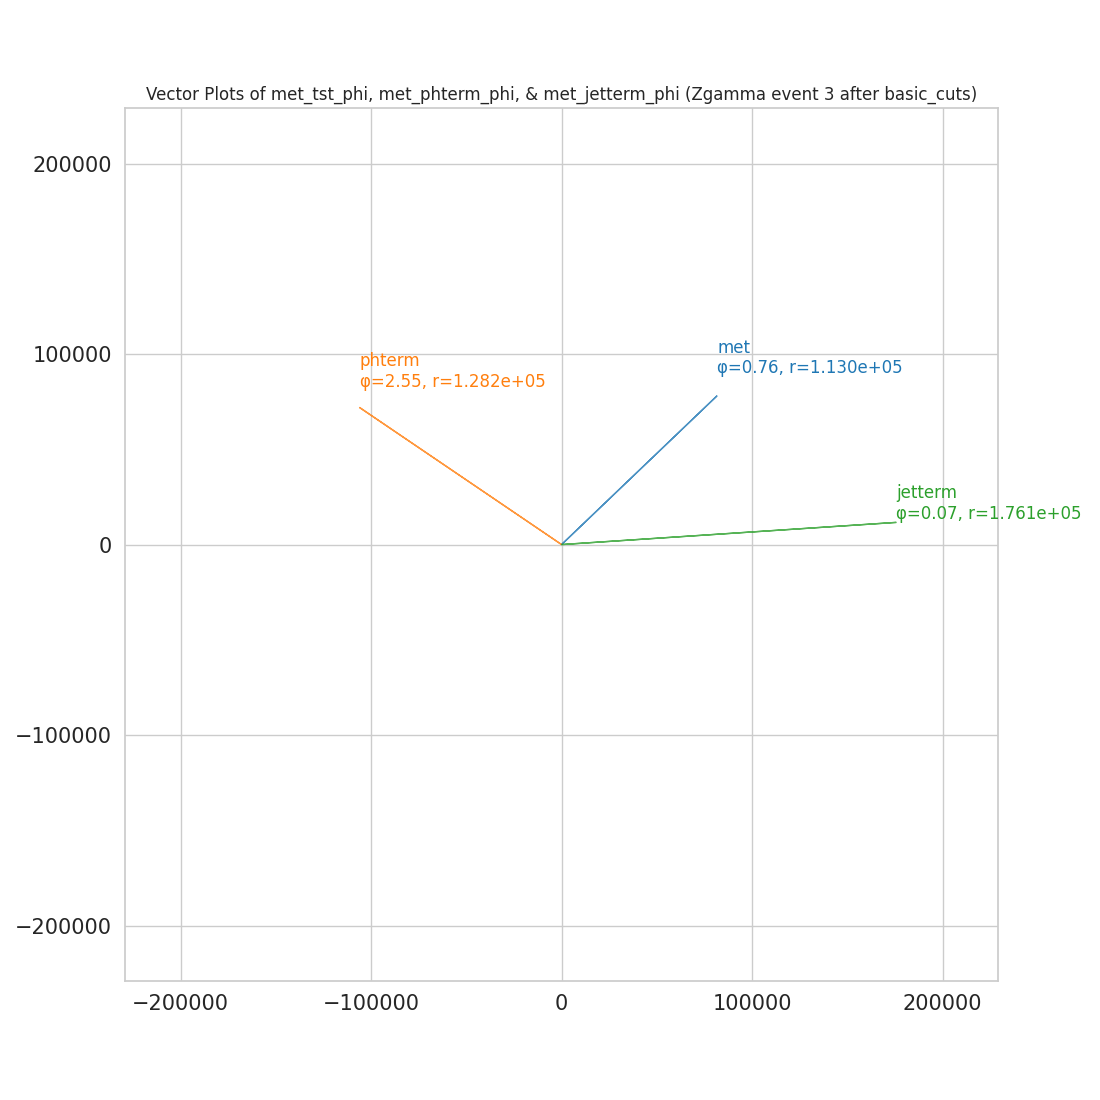 Vector Plots of met_tst_phi, met_phterm_phi, & met_jetterm_phi (Zgamma event 3 after basic_cuts)
200000
100000
0
−100000
−200000
phterm
φ=2.55, r=1.282e+05
met
φ=0.76, r=1.130e+05
jetterm
φ=0.07, r=1.761e+05
−200000
−100000
0
100000
200000